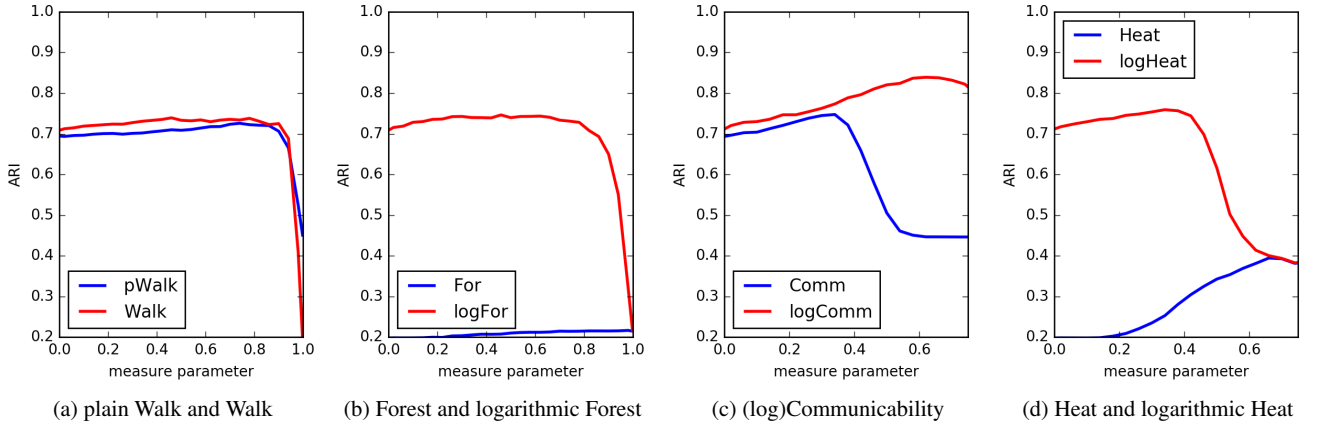 1.0
0.9
0.8
0.7
0.6
0.5
0.4
0.3
0.2
ARI
pWalk
Walk
0.0 0.2 0.4 0.6 0.8 1.0
measure parameter
(a) plain Walk and Walk
1.0
0.9
0.8
0.7
0.6
0.5
0.4
0.3
0.2
ARI
For
logFor
0.0 0.2 0.4 0.6 0.8 1.0
measure parameter
(b) Forest and logarithmic Forest
1.0
0.9
0.8
0.7
0.6
0.5
0.4
0.3
0.2
ARI
Comm
logComm
0.0 0.2 0.4 0.6
measure parameter
(c) (log)Communicability
1.0
0.9
0.8
0.7
0.6
0.5
0.4
0.3
0.2
ARI
Heat
logHeat
0.0 0.2 0.4 0.6
measure parameter
(d) Heat and logarithmic Heat